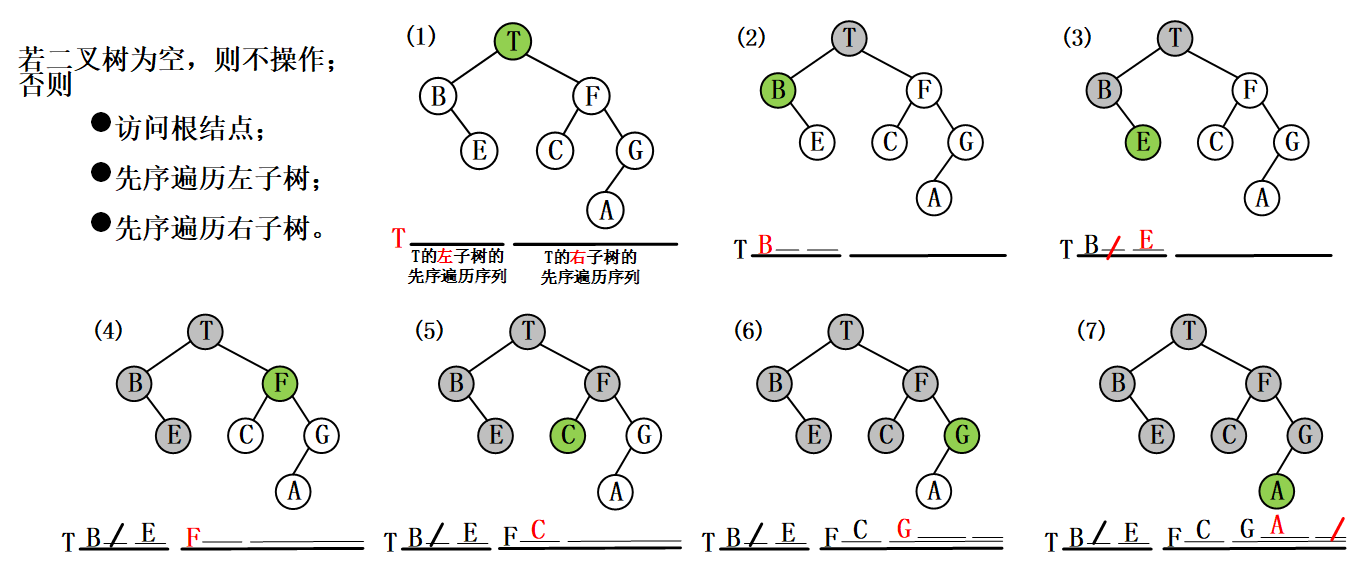 若二叉树为空，则不操作；
否则
●访问根结点；
●先序遍历左子树；
●先序遍历右子树。
(1)
T
B F
E C G
A
T
T的左子树的 T的右子树的
先序遍历序列 先序遍历序列
(2)
T
B F
E C G
A
T B
(3)
T
B F
E C G
A
T B / E
(4)
T
B F
E C G
A
T B / E F
(5)
T
B F
E C G
A
T B / E F C
(6)
T
B F
E C G
A
T B / E F C G
(7)
T
B F
E C G
A
T B / E F C G A /